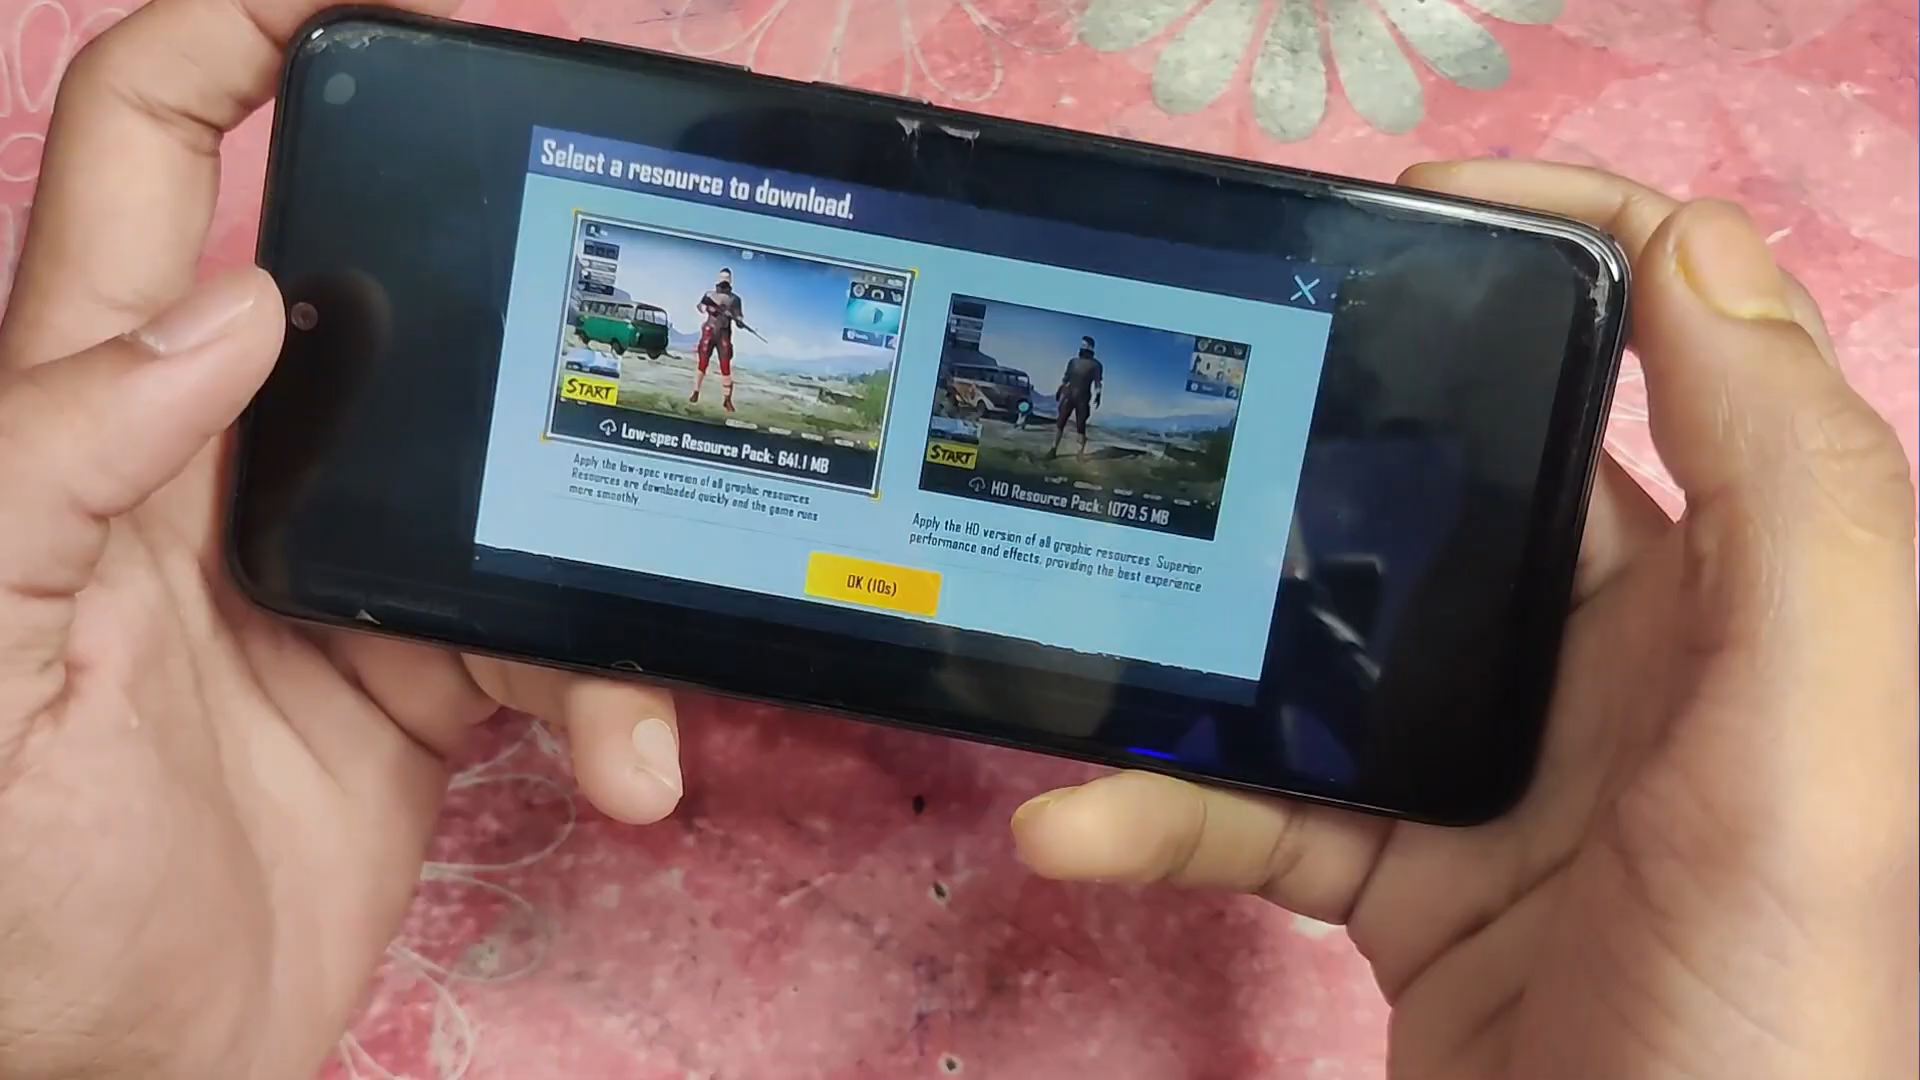 Select a resource to download.
START
Low-spec Resource Pack: 641.1 MB
Apply the low-spec version of all graphic resources
Resources are downloaded quickly and the game runs
more smoothly
START
HD Resource Pack: 1079.5 MB
Apply the HD version of all graphic resources. Superior
performance and effects, providing the best experience
OK (10s)